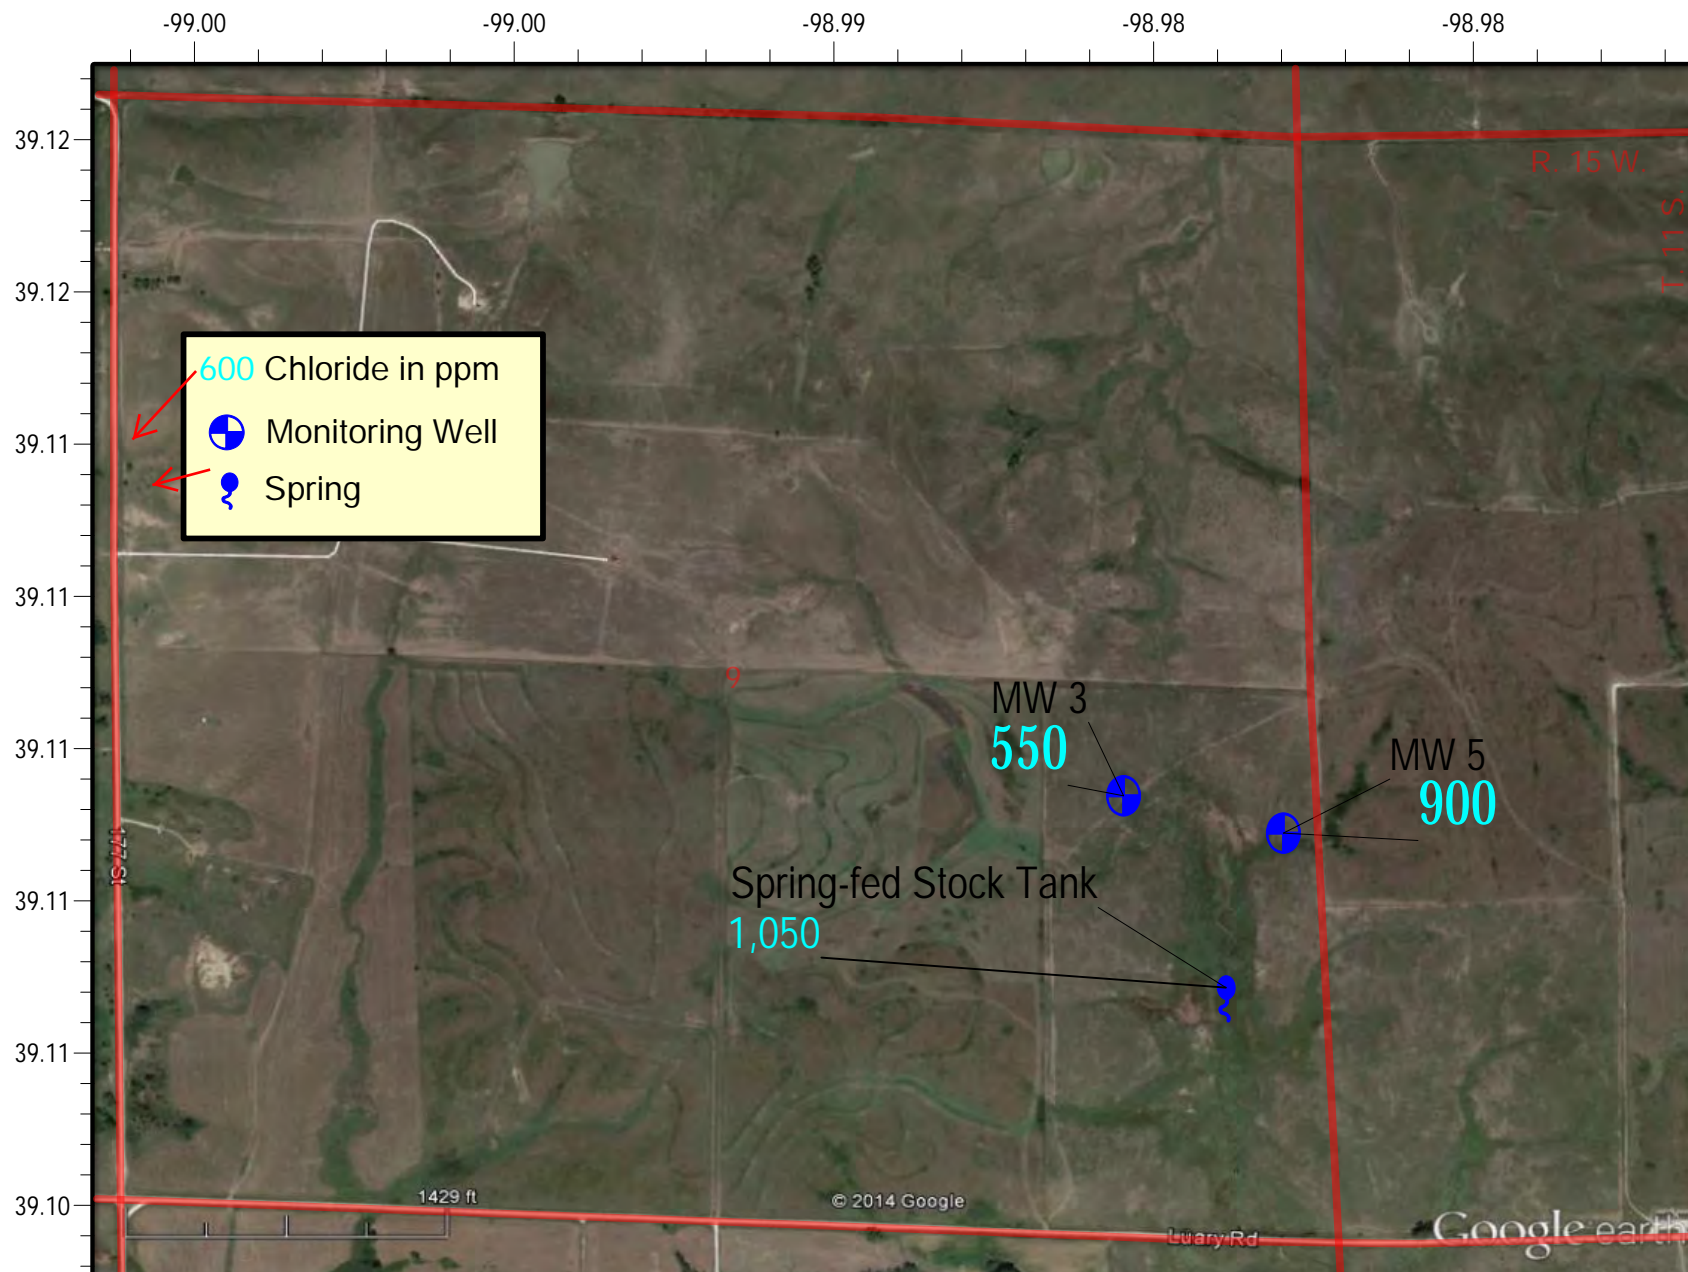 -99.00 -99.00 -98.99 -98.98 -98.98
39.12
R. 15 W.
T. 11 S.
39.12
600 Chloride in ppm
39.11
Monitoring Well
Spring
39.11
9
MW 3
550
39.11
MW 5
900
177 St
Spring-fed Stock Tank
39.11
1,050
39.11
1429 ft
© 2014 Google
39.10
Luary Rd
Google earth